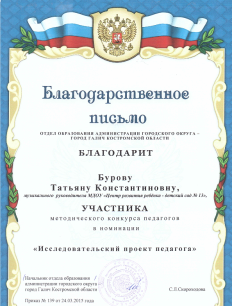 Благодарственное
письмо
ОТДЕЛ ОБРАЗОВАНИЯ АДМИНИСТРАЦИИ ГОРОДСКОГО ОКРУГА –
ГОРОД ГАЛИЧ КОСТРОМСКОЙ ОБЛАСТИ
БЛАГОДАРИТ
Бурову
Татьяну Константиновну,
музыкального руководителя МДОУ «Центр развития ребёнка - детский сад № 13»,
УЧАСТНИКА
методического конкурса педагогов
в номинации
«Исследовательский проект педагога»
Начальник отдела образования
администрации городского округа –
город Галич Костромской области
С.Л.
Приказ № 159 от 24.03.2015 года